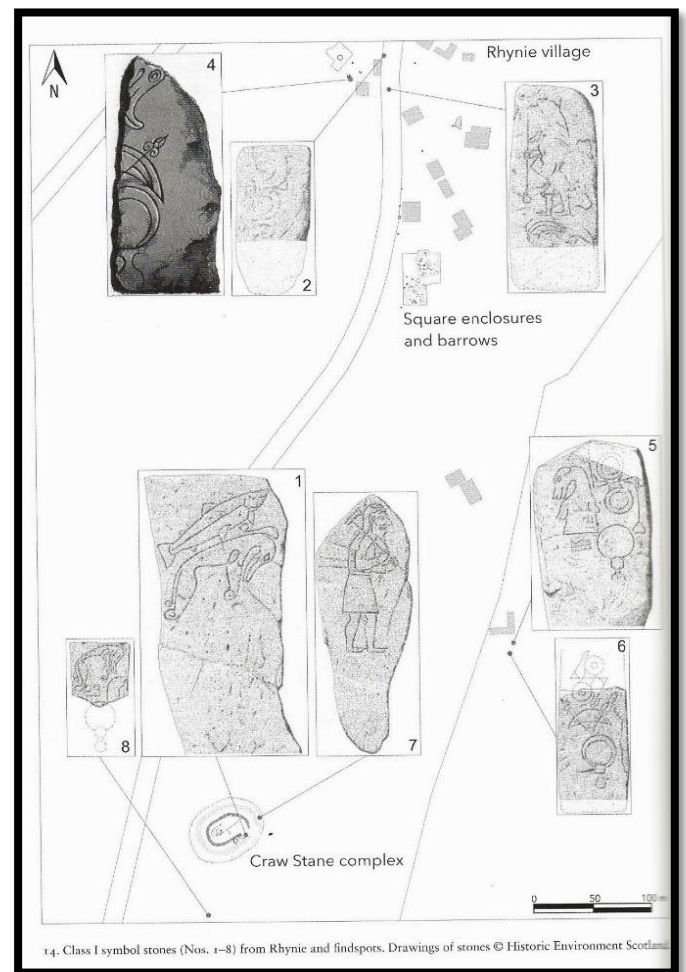 Rhynie village
4
N
3
2
Square enclosures
and barrows
1
5
7
6
8
Craw Stane complex
0 50 100 m
14. Class I symbol stones (Nos. 1–8) from Rhynie and findspots. Drawings of stones © Historic Environment Scotland